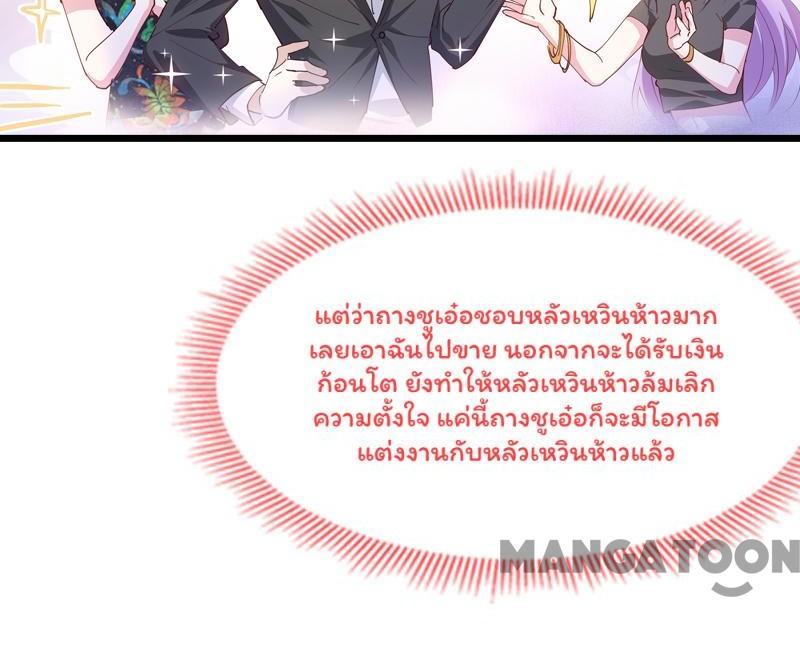 แต่ว่าถางชูเอ๋อชอบหลัวเหวินห้าวมาก
เลยเอาฉันไปขาย นอกจากจะได้รับเงิน
ก้อนโต ยังทำให้หลัวเหวินห้าวล้มเลิก
ความตั้งใจ แค่นี้ถางชูเอ๋อก็จะมีโอกาส
แต่งงานกับหลัวเหวินห้าวแล้ว
MANGATOON